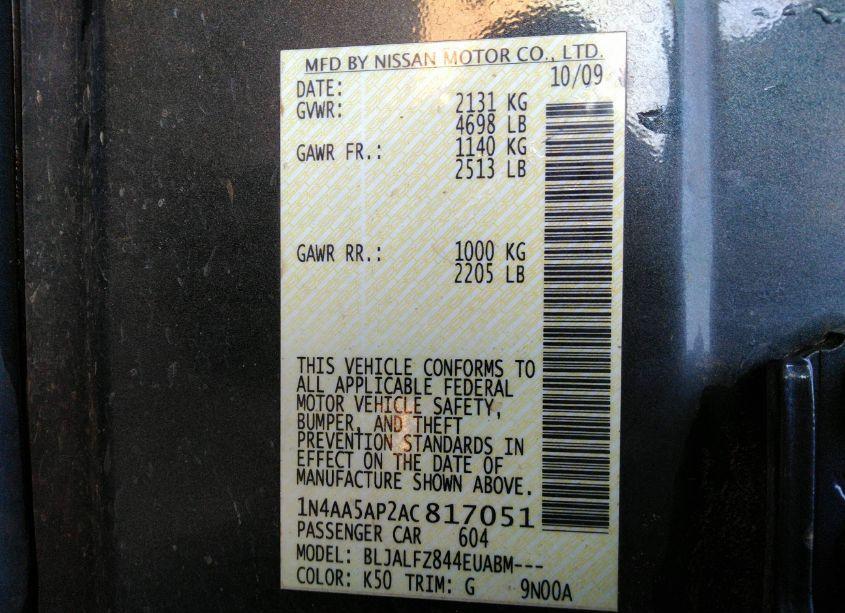 MFD BY NISSAN MOTOR CO., LTD.
DATE: 10/09
GVWR: 2131 KG
4698 LB
GAWR FR.: 1140 KG
2513 LB
GAWR RR.: 1000 KG
2205 LB
THIS VEHICLE CONFORMS TO
ALL APPLICABLE FEDERAL
MOTOR VEHICLE SAFETY,
BUMPER, AND THEFT
PREVENTION STANDARDS IN
EFFECT ON THE DATE OF
MANUFACTURE SHOWN ABOVE.
1N4AA5AP2AC817051
PASSENGER CAR 604
MODEL: BLJALFZ844EUABM---
COLOR: K50 TRIM: G 9N00A